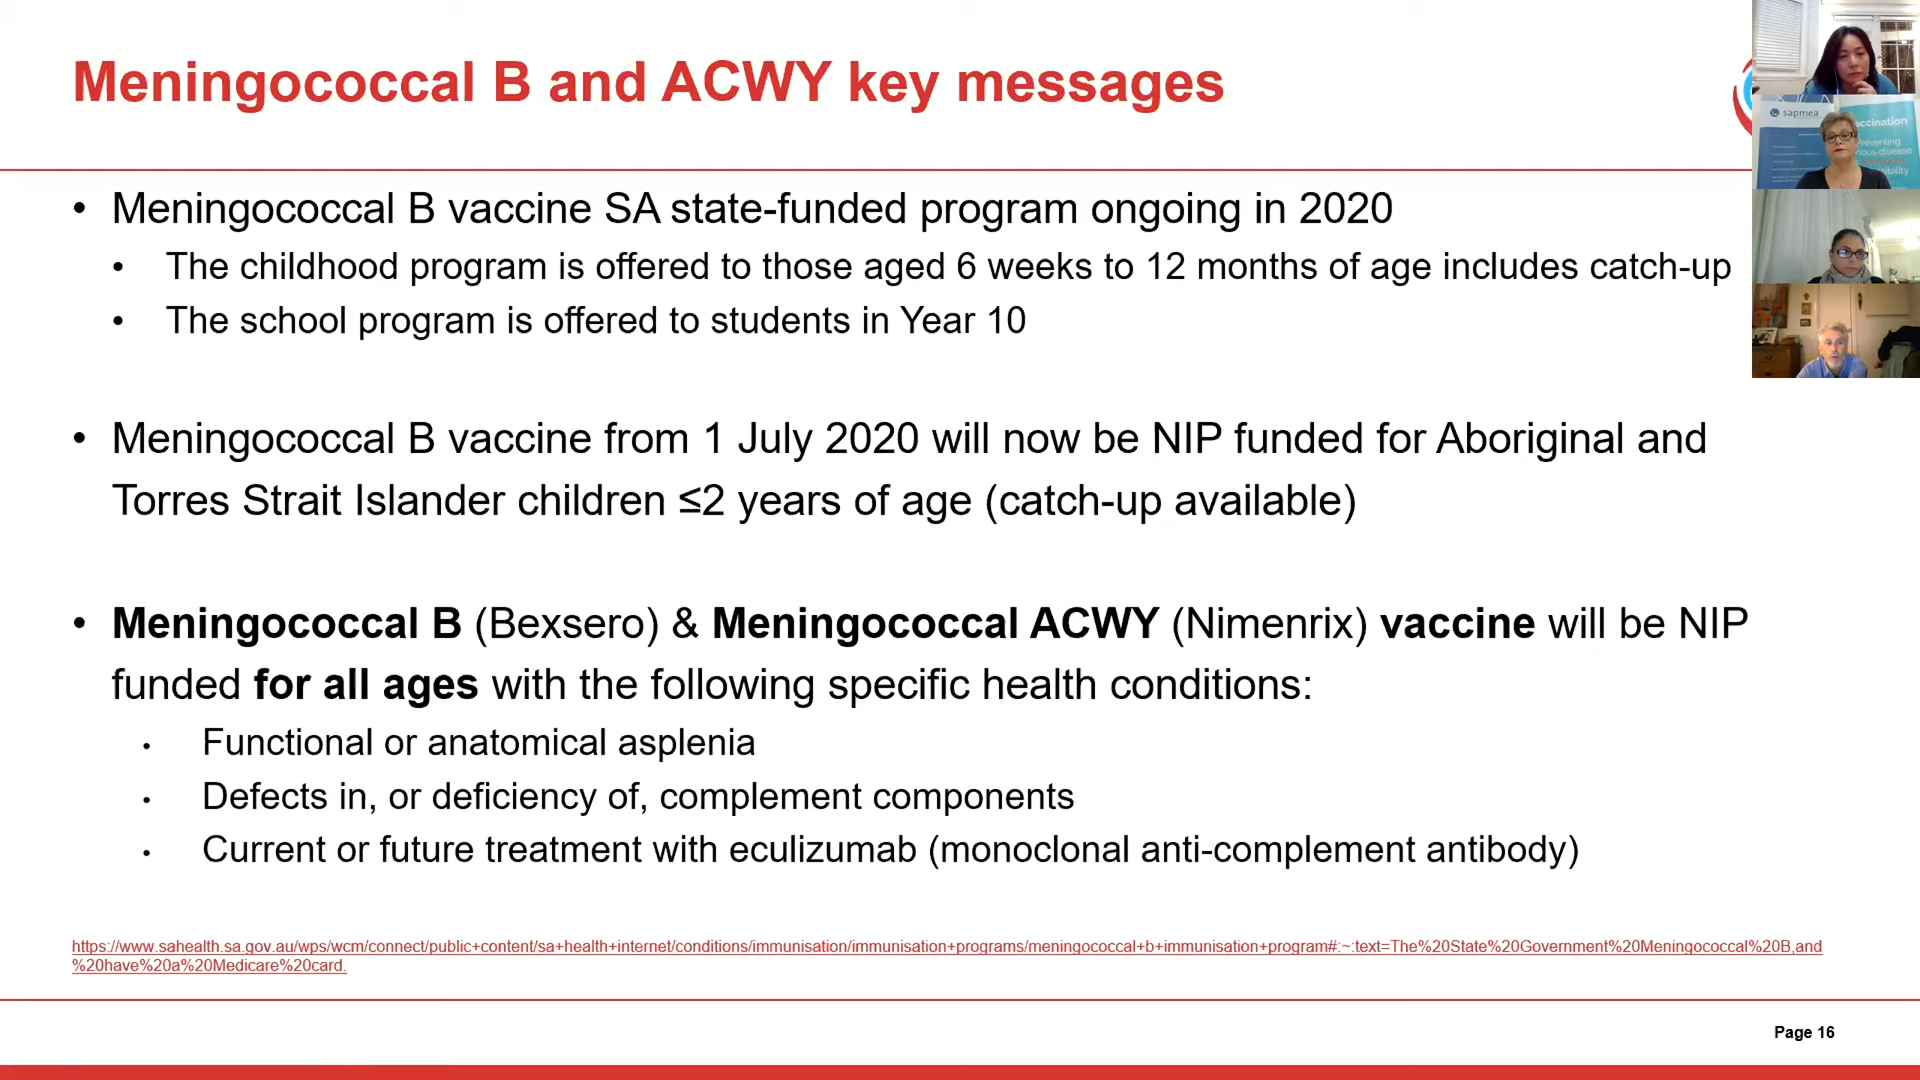 Meningococcal B and ACWY key messages
sapmea
accination
Preventing
• Meningococcal B vaccine SA state-funded program ongoing in 2020
• The childhood program is offered to those aged 6 weeks to 12 months of age includes catch-up
• The school program is offered to students in Year 10
• Meningococcal B vaccine from 1 July 2020 will now be NIP funded for Aboriginal and
Torres Strait Islander children ≤2 years of age (catch-up available)
• Meningococcal B (Bexsero) & Meningococcal ACWY (Nimenrix) vaccine will be NIP
funded for all ages with the following specific health conditions:
• Functional or anatomical asplenia
• Defects in, or deficiency of, complement components
• Current or future treatment with eculizumab (monoclonal anti-complement antibody)
https://www.sahealth.sa.gov.au/wps/wcm/connect/public+content/sa+health+internet/conditions/immunisation/immunisation+programs/meningococcal+b+immunisation+program#:~:text=The%20State%20Government%20Meningococcal%20B,and
%20have%20a%20Medicare%20card.
Page 16